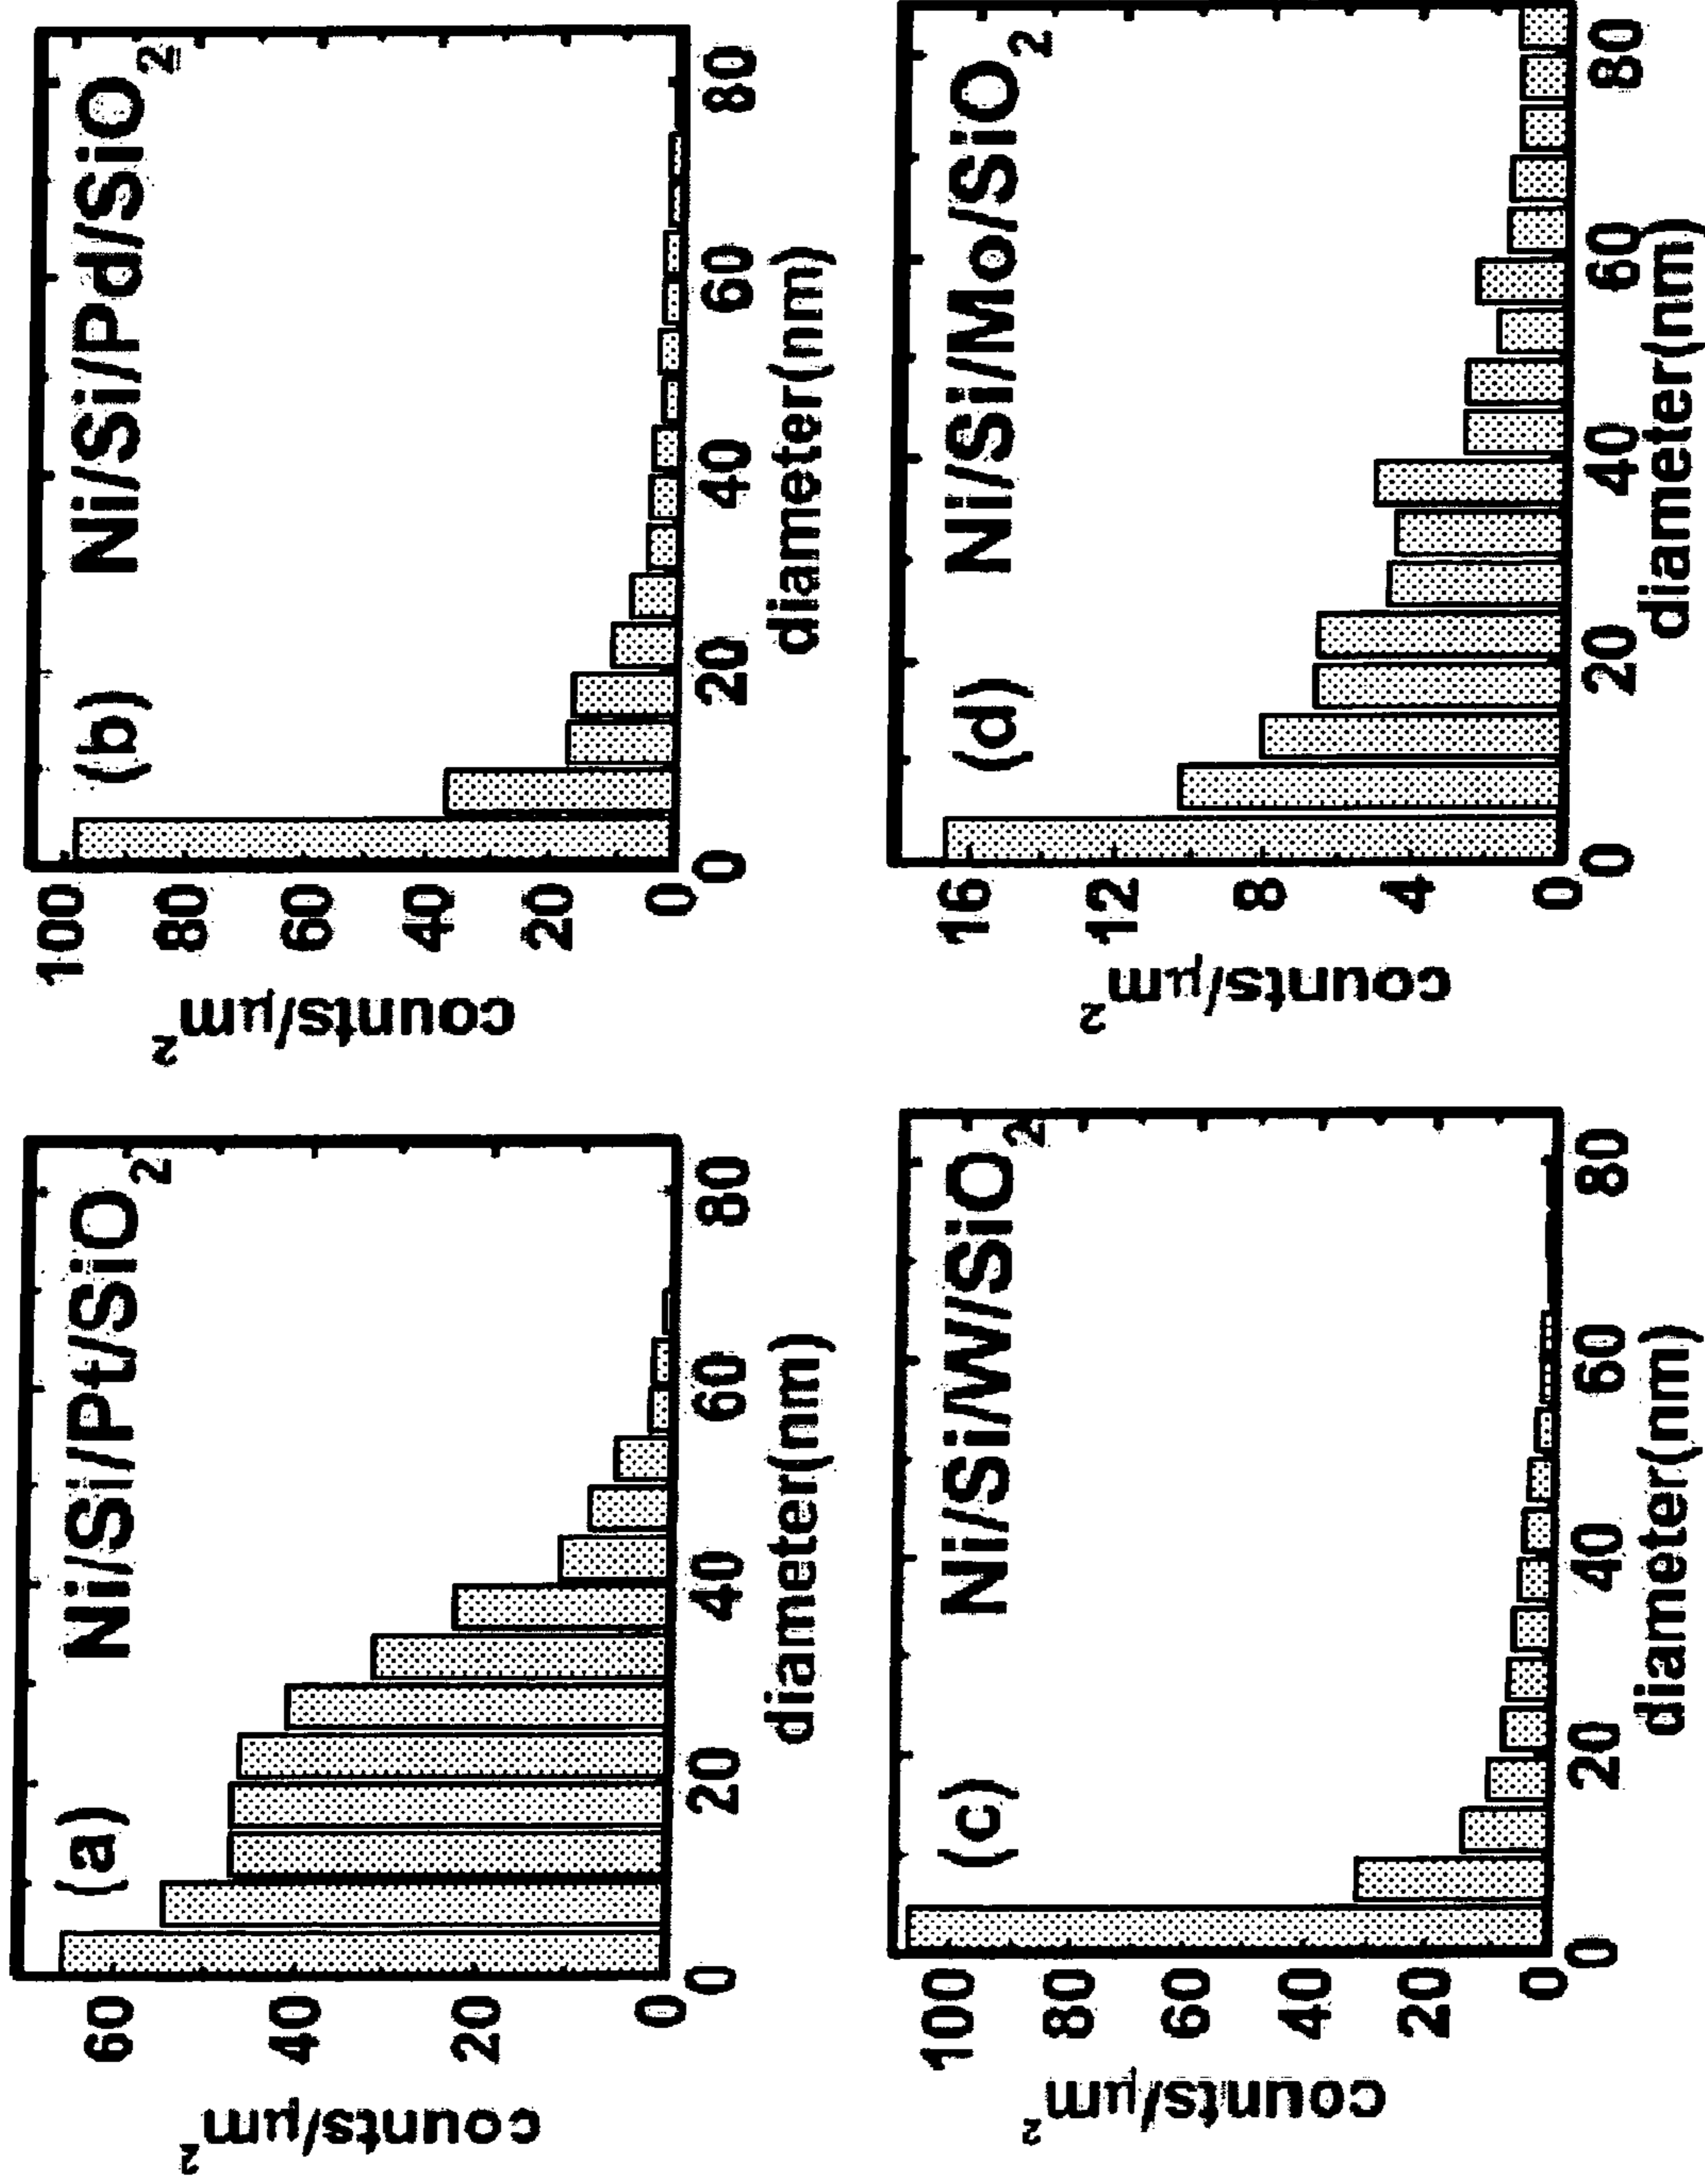 (a) Ni/Si/Pt/SiO2
counts/μm2
60
40
20
0
0 20 40 60 80
diameter(nm)
(b) Ni/Si/Pd/SiO2
counts/μm2
100
80
60
40
20
0
0 20 40 60 80
diameter(nm)
(c) Ni/Si/W/SiO2
counts/μm2
100
80
60
40
20
0
0 20 40 60 80
diameter(nm)
(d) Ni/Si/Mo/SiO2
counts/μm2
16
12
8
4
0
0 20 40 60 80
diameter(nm)